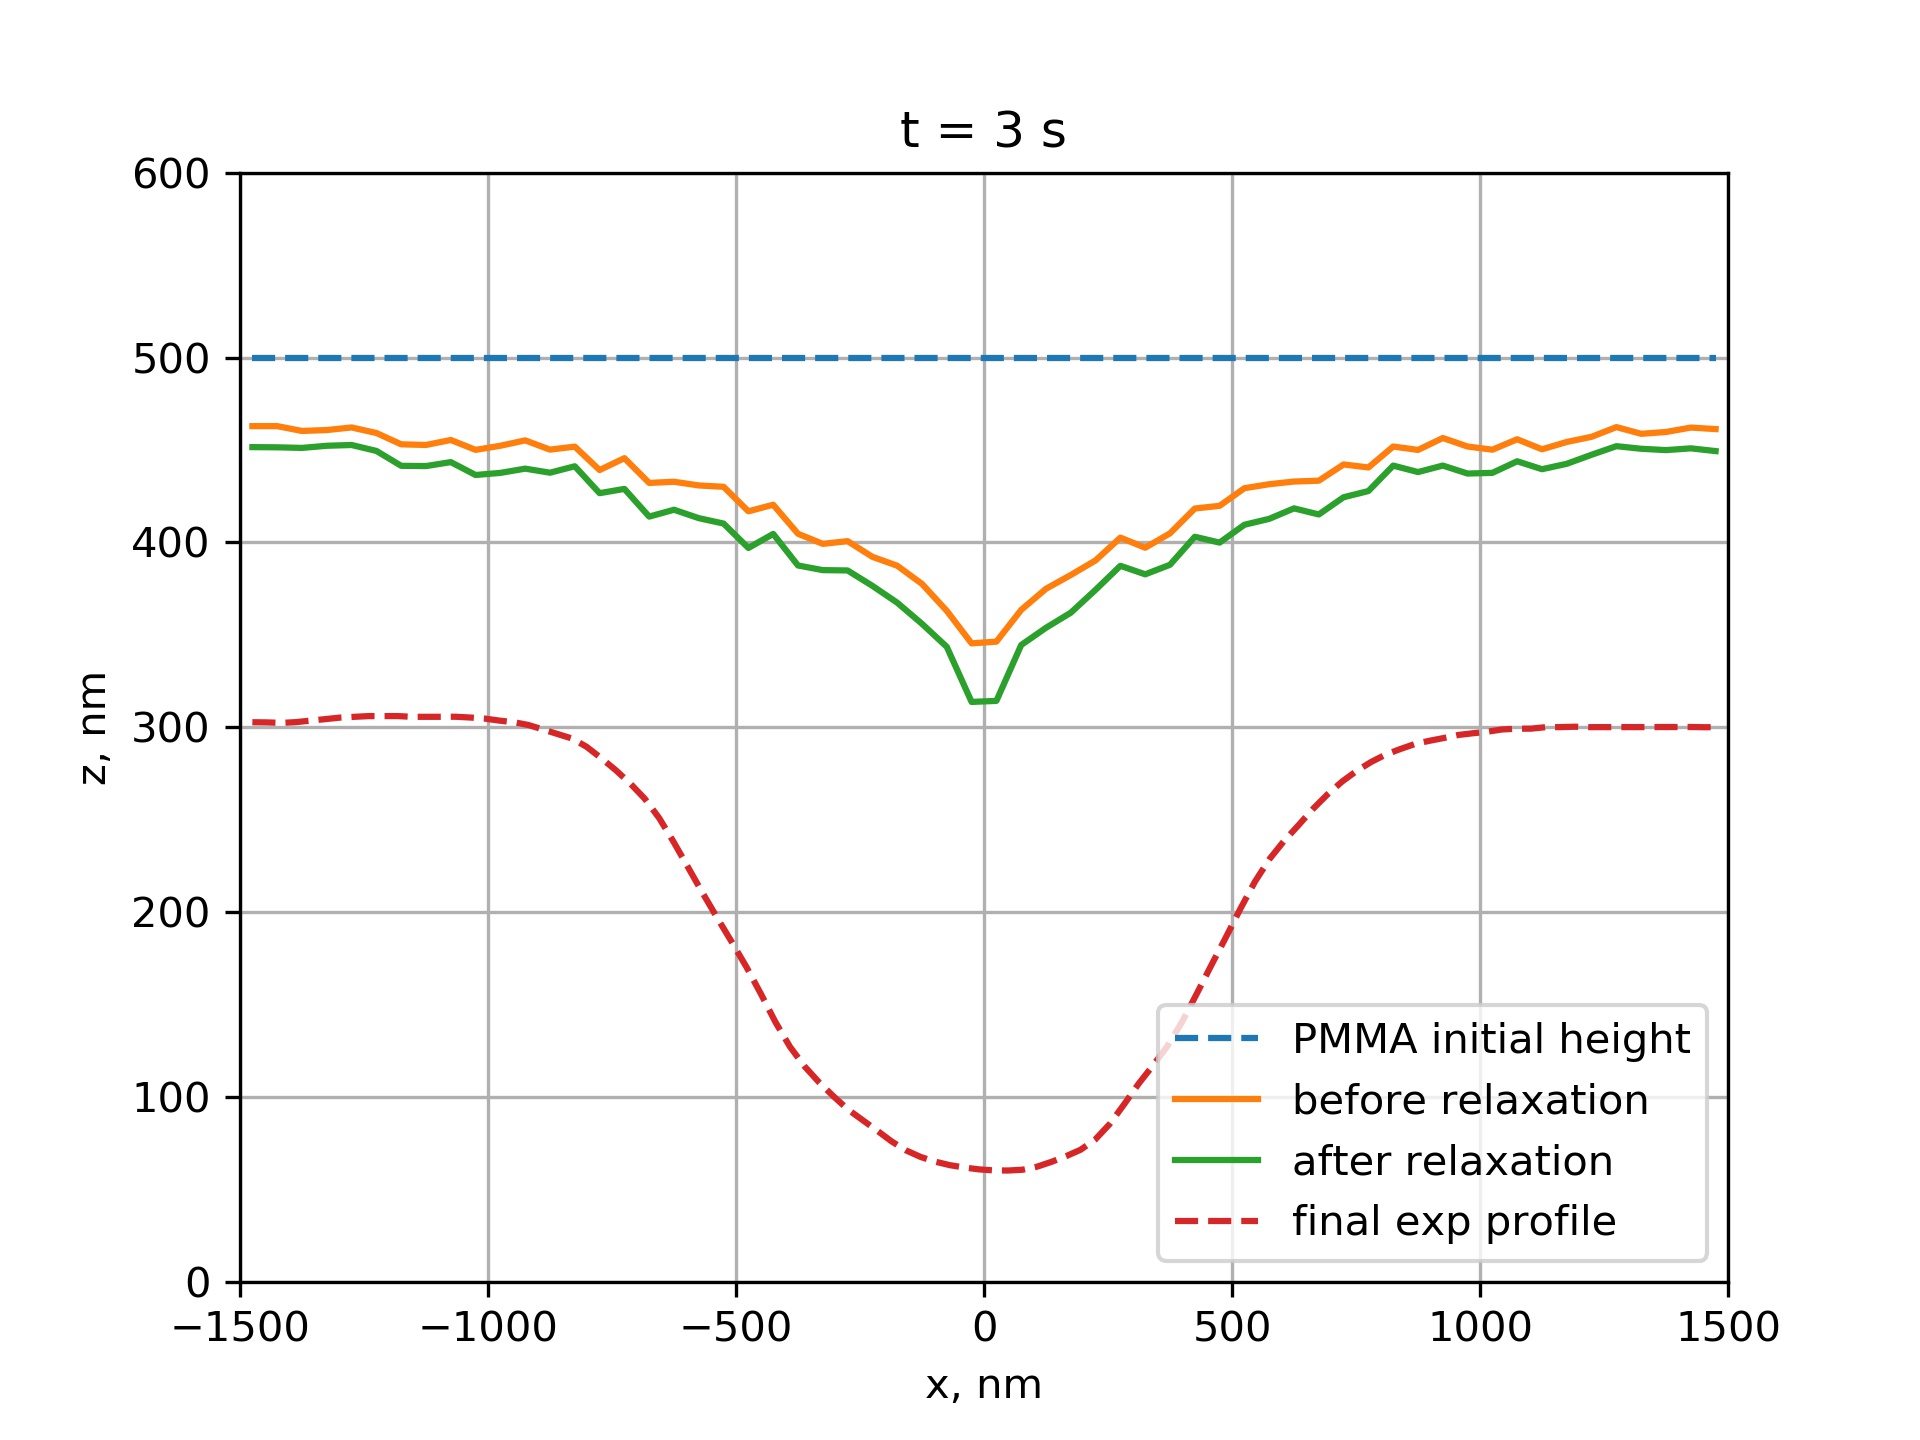 t = 3 s
600
500
400
300
200
100
0
z, nm
−1500 −1000 −500 0 500 1000 1500
x, nm
PMMA initial height
before relaxation
after relaxation
final exp profile